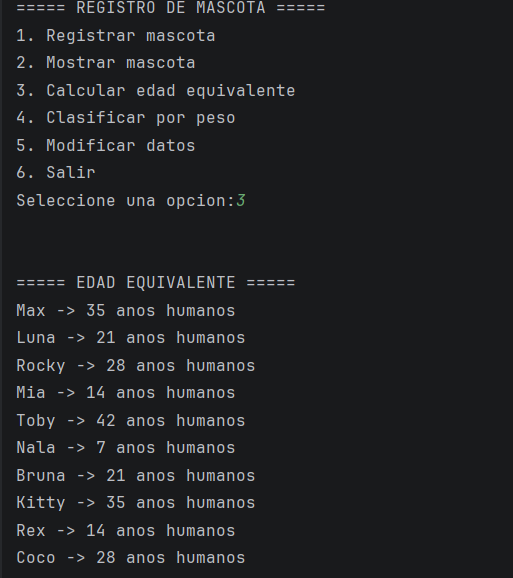 ===== REGISTRO DE MASCOTA =====
1. Registrar mascota
2. Mostrar mascota
3. Calcular edad equivalente
4. Clasificar por peso
5. Modificar datos
6. Salir
Seleccione una opcion:3
===== EDAD EQUIVALENTE =====
Max -> 35 anos humanos
Luna -> 21 anos humanos
Rocky -> 28 anos humanos
Mia -> 14 anos humanos
Toby -> 42 anos humanos
Nala -> 7 anos humanos
Bruna -> 21 anos humanos
Kitty -> 35 anos humanos
Rex -> 14 anos humanos
Coco -> 28 anos humanos